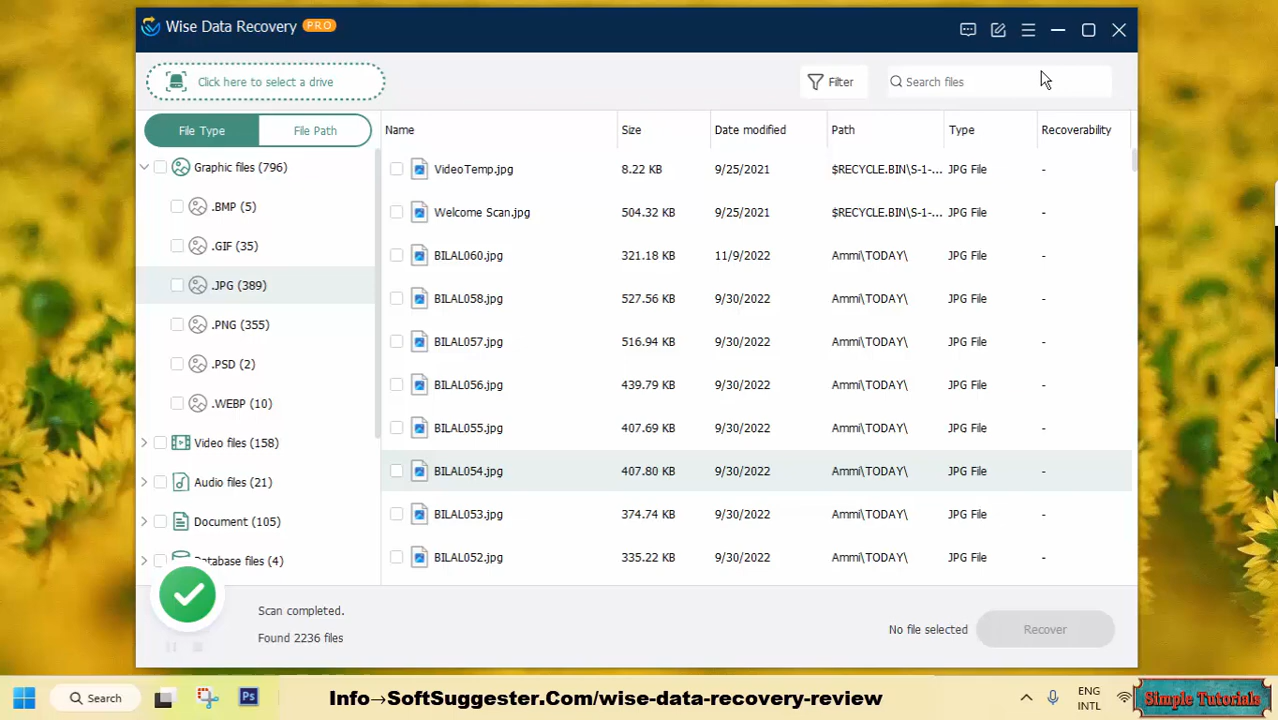 Wise Data Recovery PRO
Click here to select a drive
Filter
Search files
File Type File Path
Graphic files (796)
.BMP (5)
.GIF (35)
.JPG (389)
.PNG (355)
.PSD (2)
.WEBP (10)
Video files (158)
Audio files (21)
Document (105)
Database files (4)
Name Size Date modified Path Type Recoverability
VideoTemp.jpg 8.22 KB 9/25/2021 $RECYCLE.BIN\S-1-... JPG File -
Welcome Scan.jpg 504.32 KB 9/25/2021 $RECYCLE.BIN\S-1-... JPG File -
BILAL060.jpg 321.18 KB 11/9/2022 Ammi\TODAY\ JPG File -
BILAL058.jpg 527.56 KB 9/30/2022 Ammi\TODAY\ JPG File -
BILAL057.jpg 516.94 KB 9/30/2022 Ammi\TODAY\ JPG File -
BILAL056.jpg 439.79 KB 9/30/2022 Ammi\TODAY\ JPG File -
BILAL055.jpg 407.69 KB 9/30/2022 Ammi\TODAY\ JPG File -
BILAL054.jpg 407.80 KB 9/30/2022 Ammi\TODAY\ JPG File -
BILAL053.jpg 374.74 KB 9/30/2022 Ammi\TODAY\ JPG File -
BILAL052.jpg 335.22 KB 9/30/2022 Ammi\TODAY\ JPG File -
Scan completed.
Found 2236 files
No file selected
Recover
Search
Ps
Info→SoftSuggester.Com/wise-data-recovery-review
ENG
INTL
Simple Tutorials